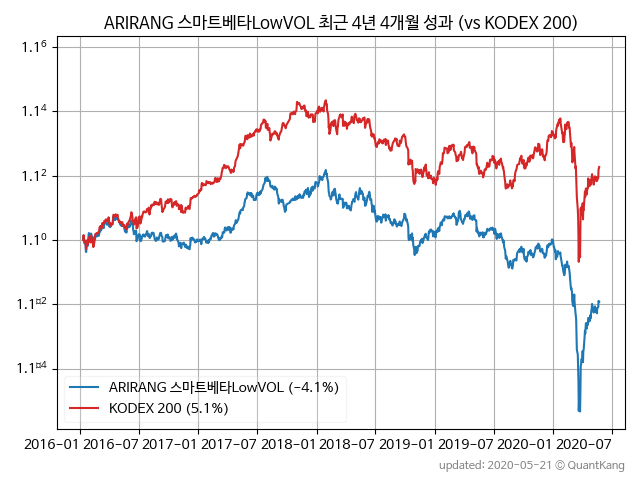 ARIRANG 스마트베타LowVOL 최근 4년 4개월 성과 (vs KODEX 200)
1.1⁶
1.1⁴
1.1²
1.1⁰
1.1¤2
1.1¤4
ARIRANG 스마트베타LowVOL (-4.1%)
KODEX 200 (5.1%)
2016-01 2016-07 2017-01 2017-07 2018-01 2018-07 2019-01 2019-07 2020-01 2020-07
updated: 2020-05-21 © QuantKang